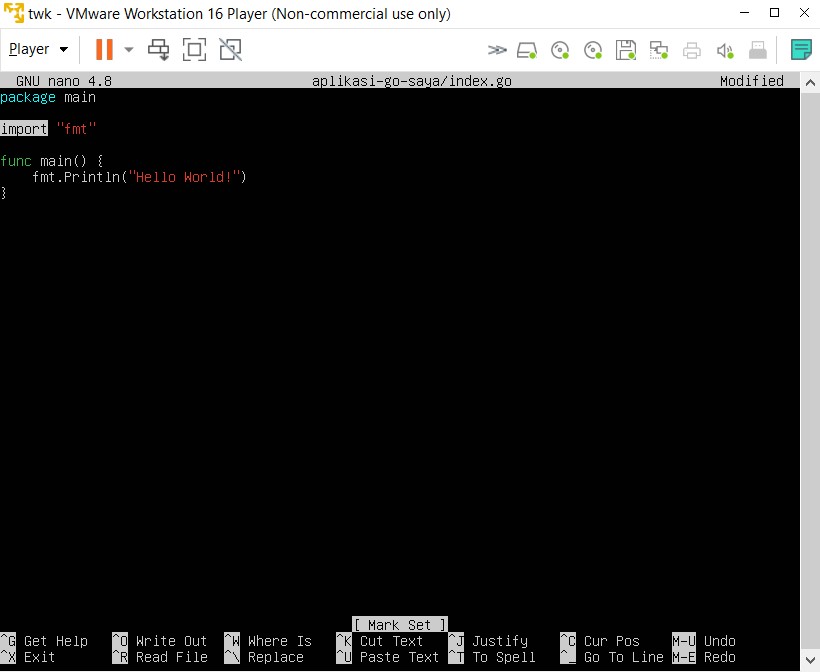 twk - VMware Workstation 16 Player (Non-commercial use only)
Player
GNU nano 4.8 aplikasi-go-saya/index.go Modified
package main
import "fmt"
func main() {
fmt.Println("Hello World!")
}
[ Mark Set ]
^G Get Help ^O Write Out ^W Where Is ^K Cut Text ^J Justify ^C Cur Pos M-U Undo
^X Exit ^R Read File ^\ Replace ^U Paste Text ^T To Spell ^_ Go To Line M-E Redo